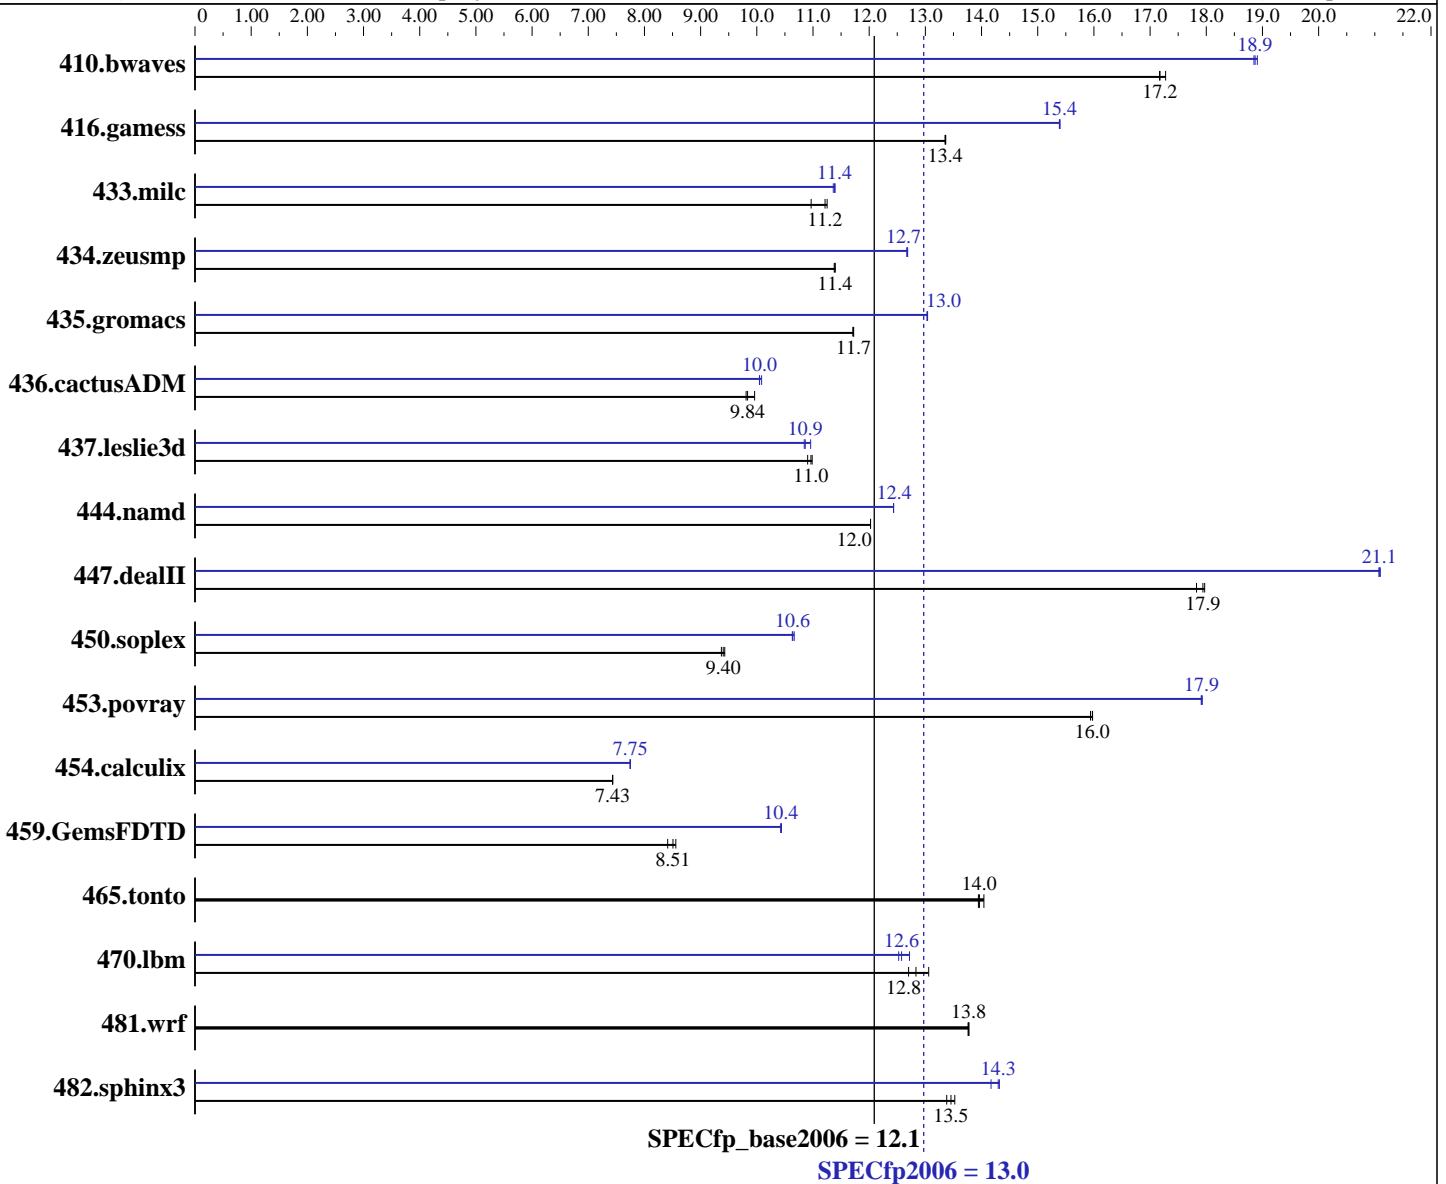 0 1.00 2.00 3.00 4.00 5.00 6.00 7.00 8.00 9.00 10.0 11.0 12.0 13.0 14.0 15.0 16.0 17.0 18.0 19.0 20.0 22.0
18.9
410.bwaves
17.2
15.4
416.gamess
13.4
11.4
433.milc
11.2
12.7
434.zeusmp
11.4
13.0
435.gromacs
11.7
10.0
436.cactusADM
9.84
10.9
437.leslie3d
11.0
12.4
444.namd
12.0
21.1
447.dealII
17.9
10.6
450.soplex
9.40
17.9
453.povray
16.0
7.75
454.calculix
7.43
10.4
459.GemsFDTD
8.51
14.0
465.tonto
12.6
470.lbm
12.8
13.8
481.wrf
14.3
482.sphinx3
13.5
SPECfp_base2006 = 12.1
SPECfp2006 = 13.0